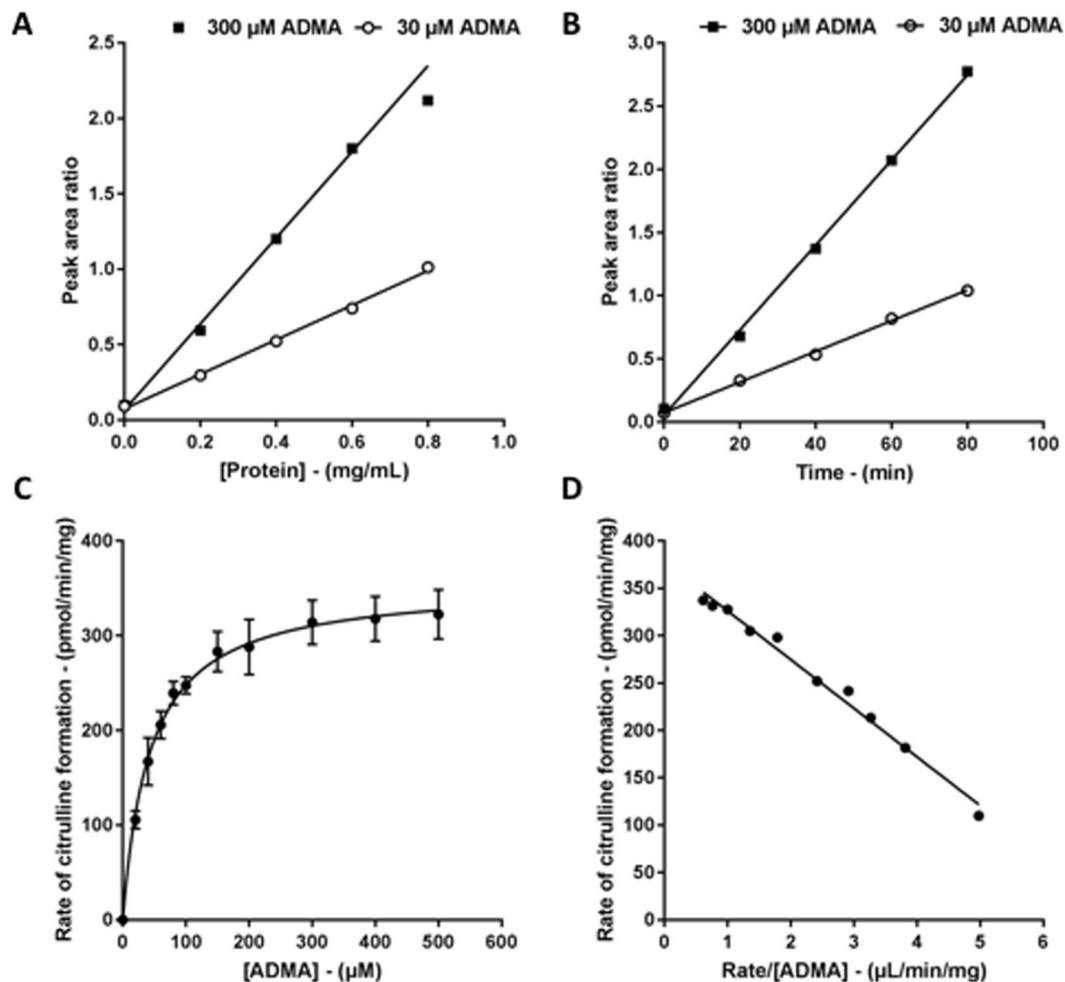 A
■ 300 µM ADMA
-○- 30 µM ADMA
2.5
2.0
1.5
1.0
0.5
0.0
Peak area ratio
0.0 0.2 0.4 0.6 0.8 1.0
[Protein] - (mg/mL)
B
-■- 300 µM ADMA
-○- 30 µM ADMA
3.0
2.5
2.0
1.5
1.0
0.5
0.0
Peak area ratio
0 20 40 60 80 100
Time - (min)
C
400
300
200
100
0
Rate of citrulline formation - (pmol/min/mg)
0 100 200 300 400 500 600
[ADMA] - (µM)
D
400
350
300
250
200
150
100
50
0
Rate of citrulline formation - (pmol/min/mg)
0 1 2 3 4 5 6
Rate/[ADMA] - (µL/min/mg)